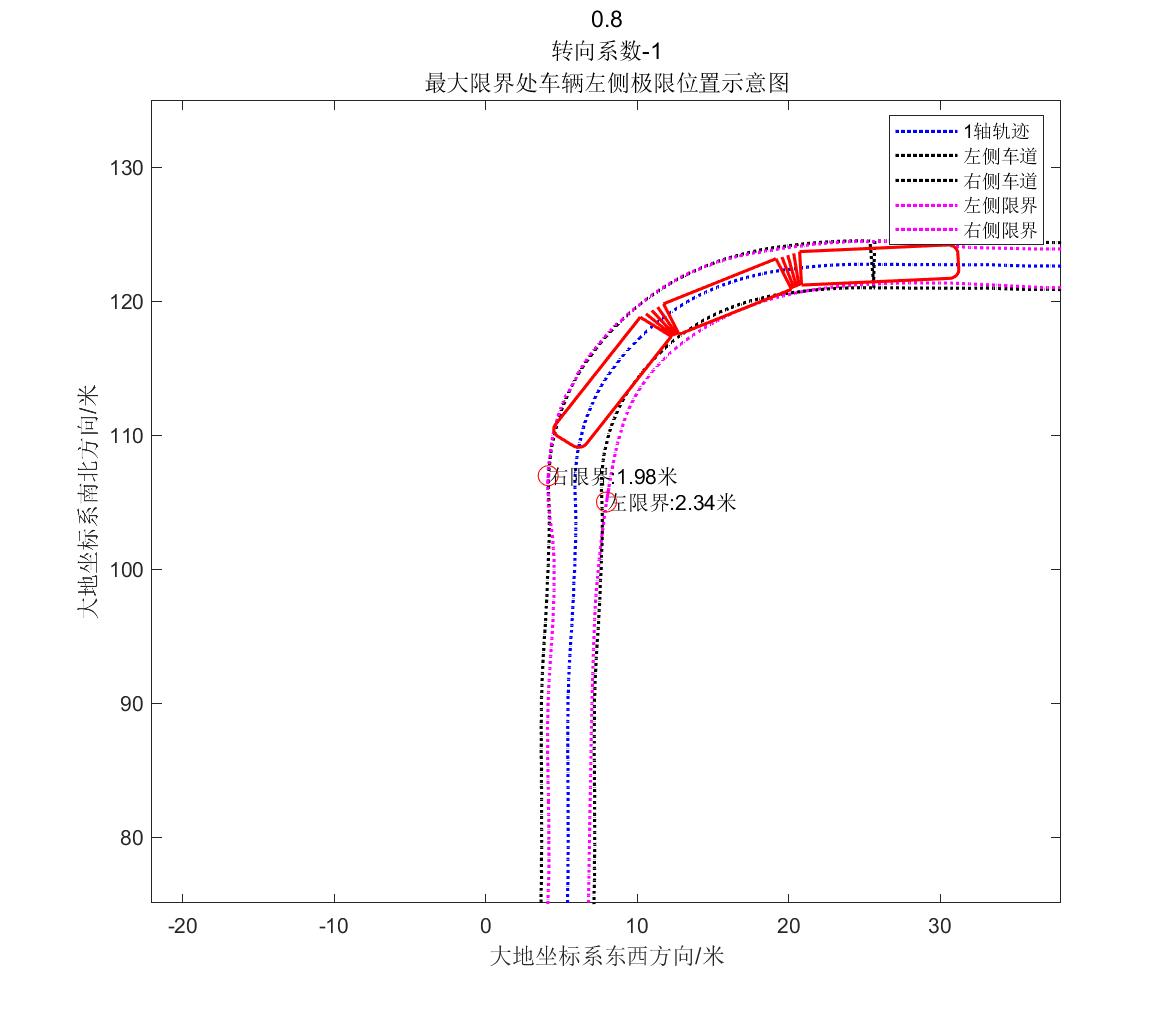 0.8
转向系数-1
最大限界处车辆左侧极限位置示意图
1轴轨迹
左侧车道
右侧车道
左侧限界
右侧限界
130
120
110
100
90
80
大地坐标系南北方向/米
右限界:1.98米
左限界:2.34米
-20
-10
0
10
20
30
大地坐标系东西方向/米